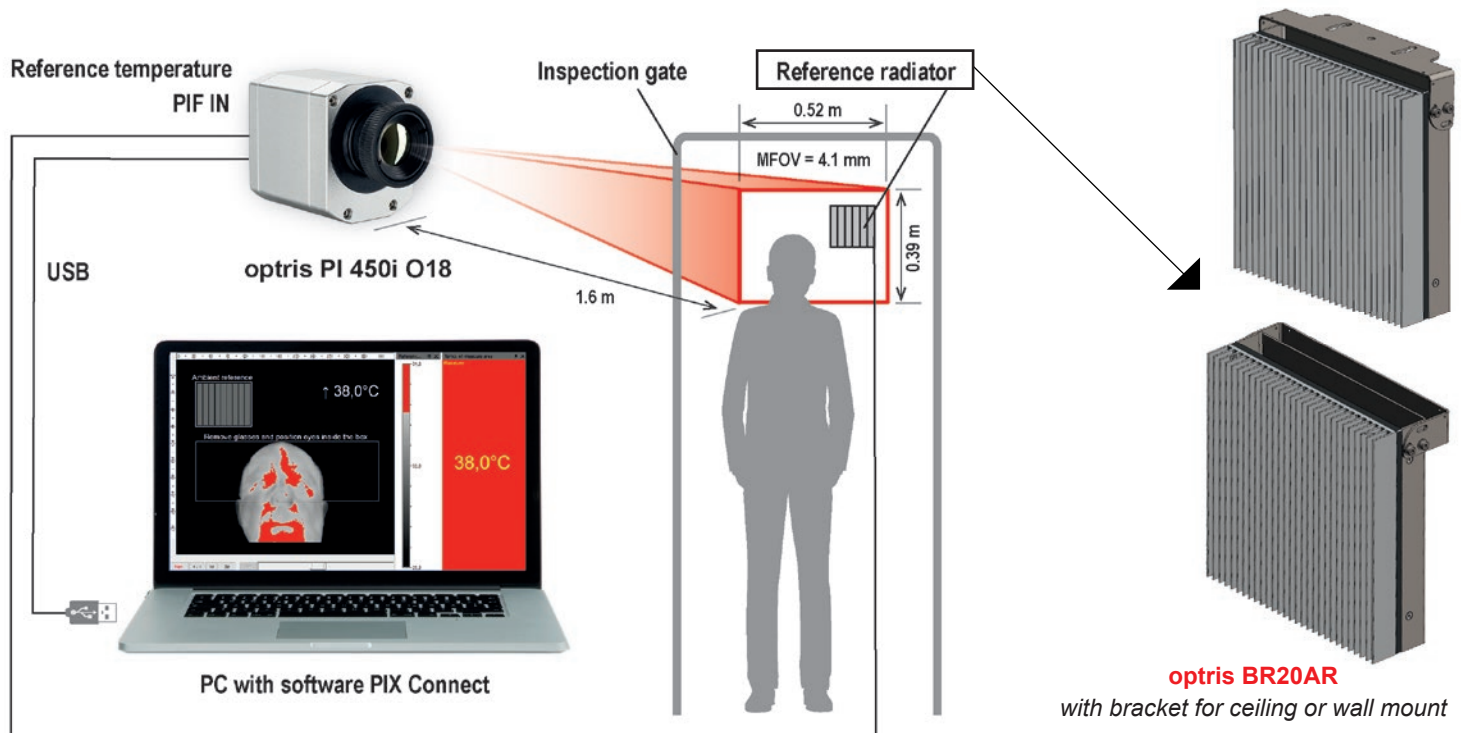 Reference temperature
PIF IN
Inspection gate
Reference radiator
0.52 m
MFOV = 4.1 mm
0.39 m
USB
optris PI 450i O18
1.6 m
Ambient reference
↑ 38,0°C
Remove glasses and position eyes inside the box
38,0°C
PC with software PIX Connect
optris BR20AR
with bracket for ceiling or wall mount